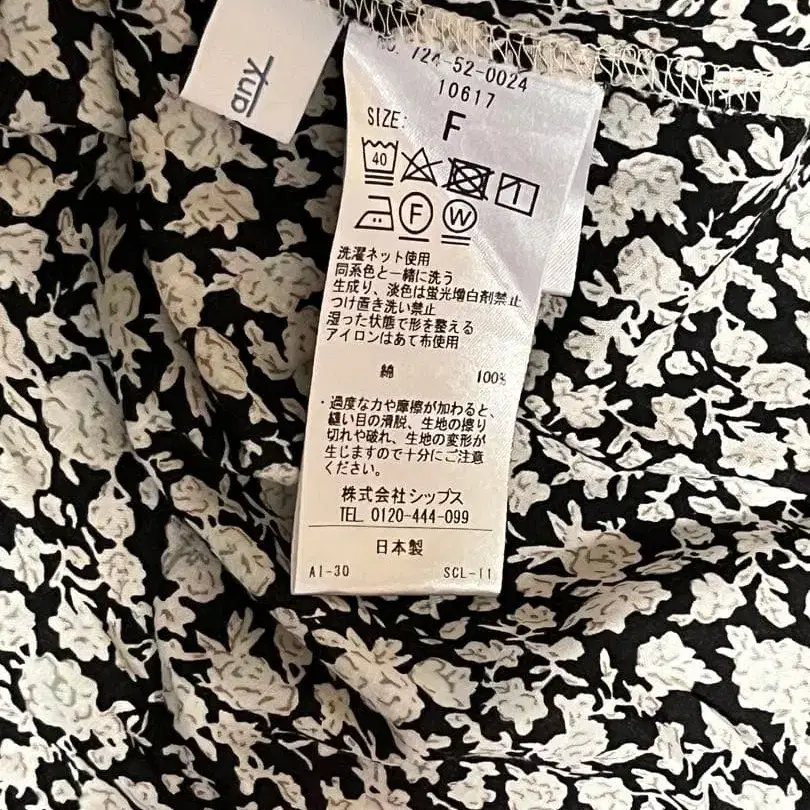 NO. 724-52-0024
10617
SIZE: F
40
F W
洗濯ネット使用
同系色と一緒に洗う
生成り、淡色は蛍光増白剤禁止
つけ置き洗い禁止
湿った状態で形を整える
アイロンはあて布使用
綿 100%
・過度な力や摩擦が加わると、
縫い目の滑脱、生地の擦り
切れや破れ、生地の変形が
生じますので十分にご注意
ください。
株式会社シップス
TEL 0120-444-099
日本製
AI-30 SCL-11